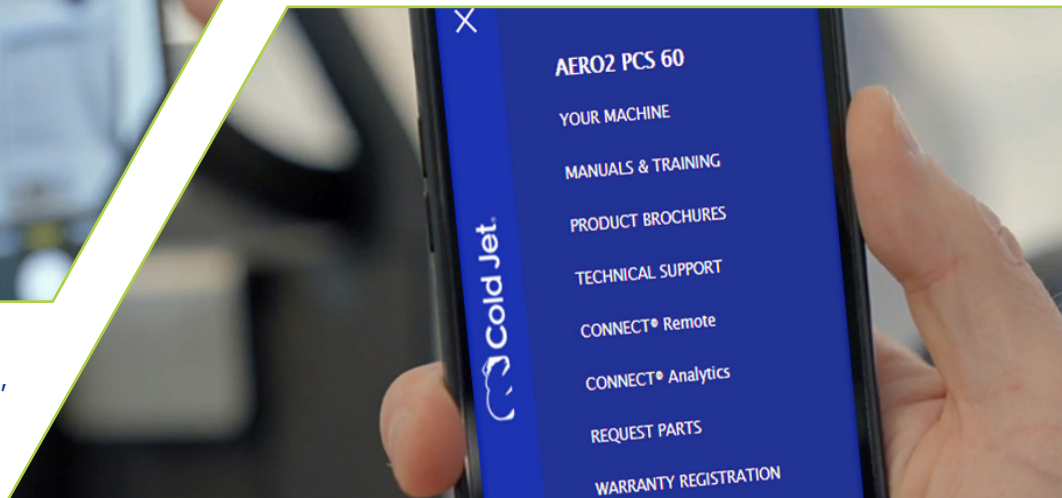 AERO2 PCS 60
YOUR MACHINE
MANUALS & TRAINING
PRODUCT BROCHURES
TECHNICAL SUPPORT
CONNECT® Remote
CONNECT® Analytics
REQUEST PARTS
WARRANTY REGISTRATION
Cold Jet.
,